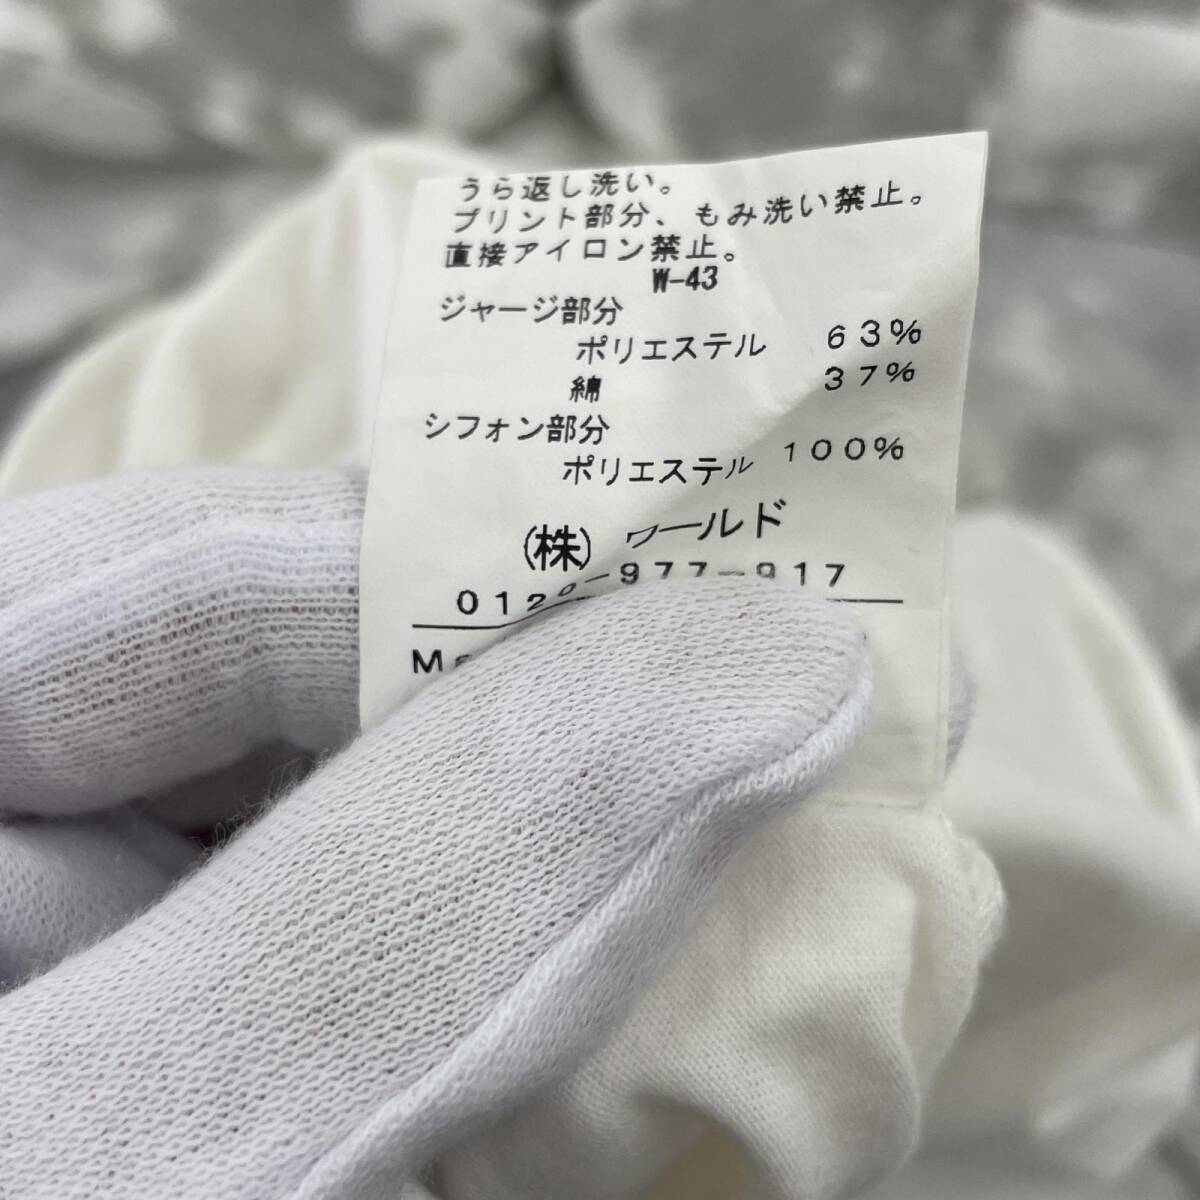 うら返し洗い。
プリント部分、もみ洗い禁止。
直接アイロン禁止。
W-43
ジャージ部分
ポリエステル 63%
綿 37%
シフォン部分
ポリエステル 100%
(株) ワールド
0120-977-917